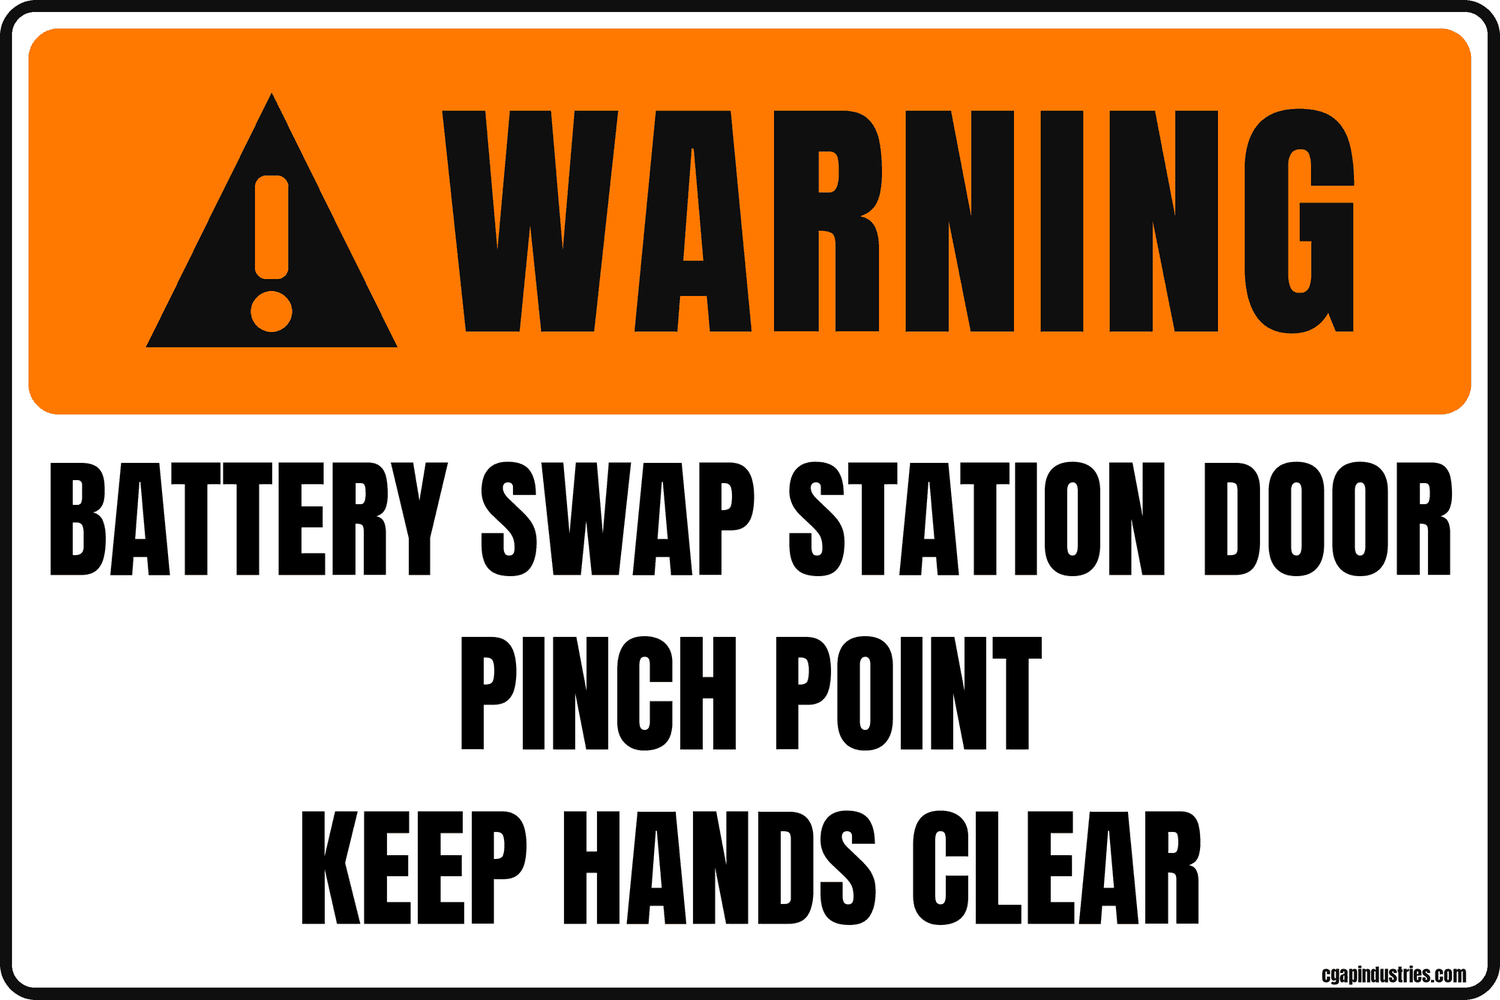 WARNING
BATTERY SWAP STATION DOOR
PINCH POINT
KEEP HANDS CLEAR
cgapindustries.com